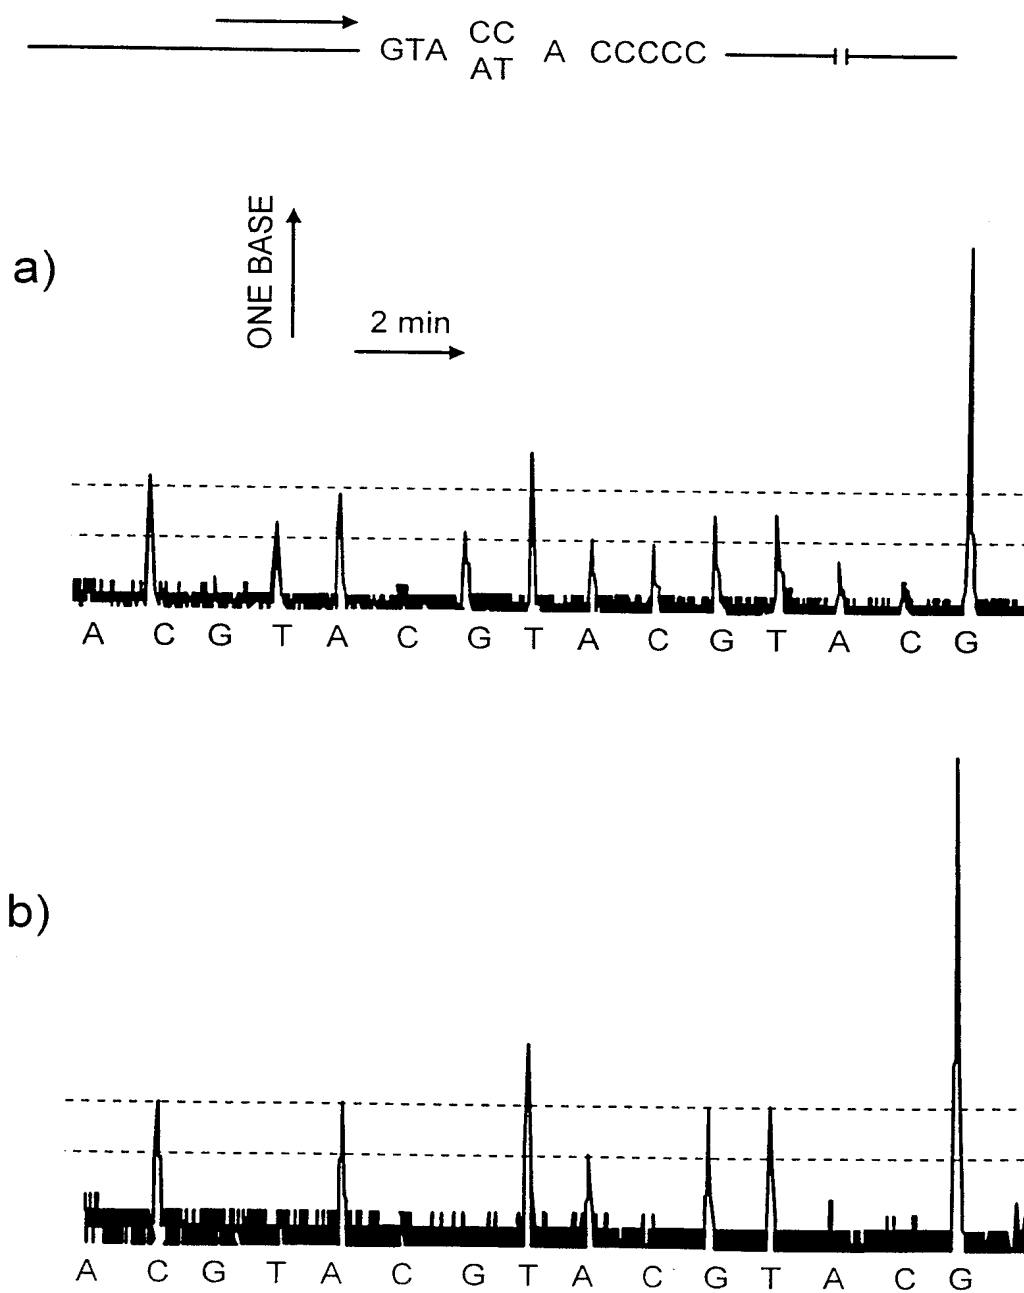 GTA CC A CCCCC
AT
a)
ONE BASE
2 min
A C G T A C G T A C G T A C G
b)
A C G T A C G T A C G T A C G